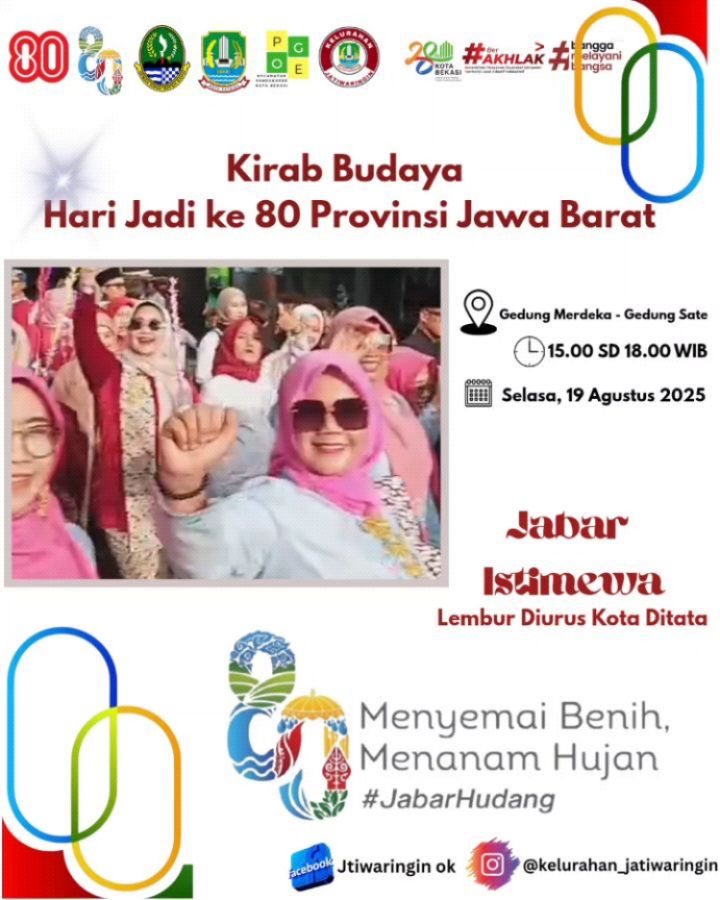 80
KELURAHAN
JATIWARINGIN
P G
O E
KOTA
BEKASI
#Ber
AKHLAK>
#bangga
melayani
bangsa
Kirab Budaya
Hari Jadi ke 80 Provinsi Jawa Barat
Gedung Merdeka - Gedung Sate
15.00 SD 18.00 WIB
Selasa, 19 Agustus 2025
Jabar
Istimewa
Lembur Diurus Kota Ditata
Menyemai Benih,
Menanam Hujan
#JabarHudang
facebook
Jtiwaringin ok
@kelurahan_jatiwaringin